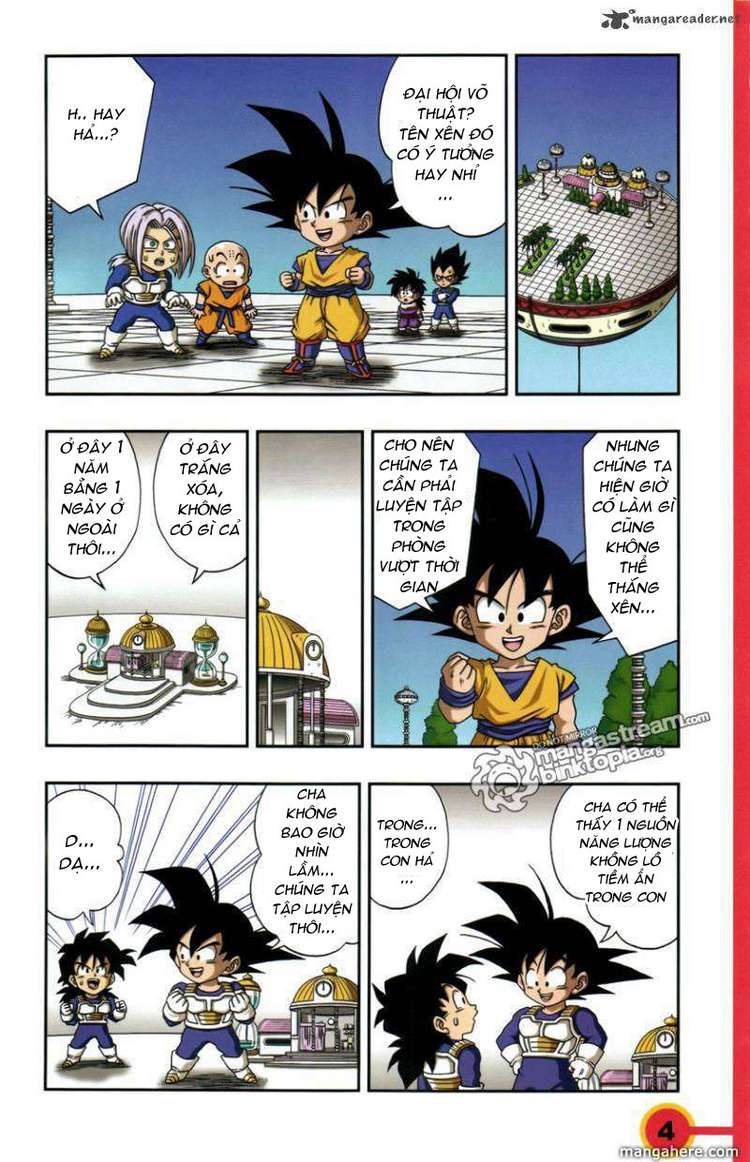 mangareader.net
ĐẠI HỘI VÕ
THUẬT?
TÊN XÊN ĐÓ
CÓ Ý TƯỞNG
HAY NHỈ
...
H.. HAY
HẢ...?
NHƯNG
CHÚNG TA
HIỆN GIỜ
CÓ LÀM GÌ
CŨNG
KHÔNG
THỂ
THẮNG
XÊN...
CHO NÊN
CHÚNG TA
CẦN PHẢI
LUYỆN TẬP
TRONG
PHÒNG
VƯỢT THỜI
GIAN
Ở ĐÂY
TRẮNG
XÓA,
KHÔNG
CÓ GÌ CẢ
Ở ĐÂY 1
NĂM
BẰNG 1
NGÀY Ở
NGOÀI
THÔI...
DO NOT MIRROR
mangastream.com
binktopia.org
CHA CÓ THỂ
THẤY 1 NGUỒN
NĂNG LƯỢNG
KHỔNG LỒ
TIỀM ẨN
TRONG CON
TRONG...
TRONG
CON HẢ
...
CHA
KHÔNG
BAO GIỜ
NHÌN
LẦM...
CHÚNG TA
TẬP LUYỆN
THÔI...
D...
DẠ...
4
mangahere.com